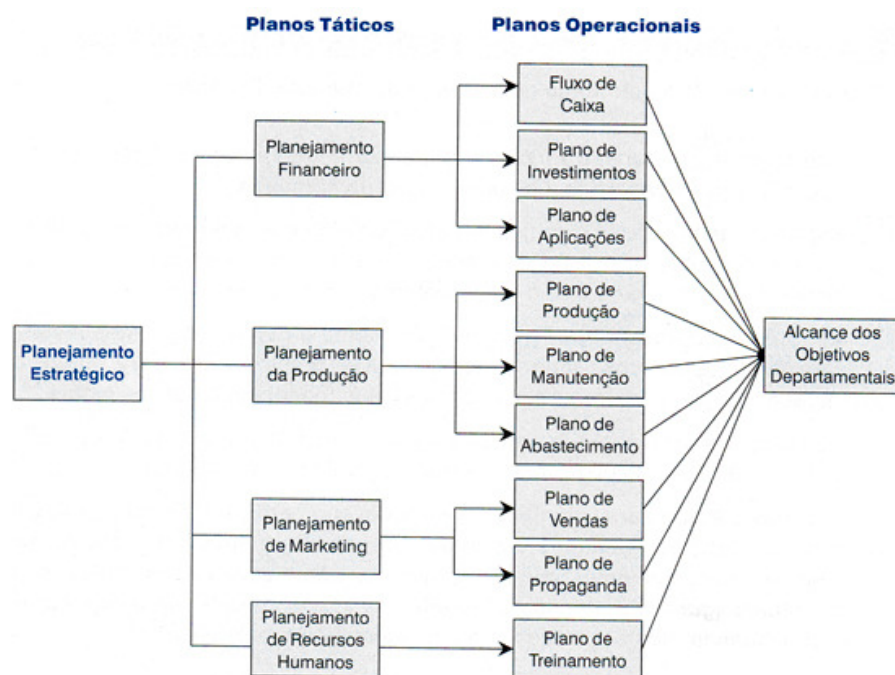 Planos Táticos
Planos Operacionais
Fluxo de
Caixa
Planejamento
Financeiro
Plano de
Investimentos
Plano de
Aplicações
Plano de
Produção
Planejamento
Estratégico
Planejamento
da Produção
Plano de
Manutenção
Alcance dos
Objetivos
Departamentais
Plano de
Abastecimento
Planejamento
de Marketing
Plano de
Vendas
Plano de
Propaganda
Planejamento
de Recursos
Humanos
Plano de
Treinamento